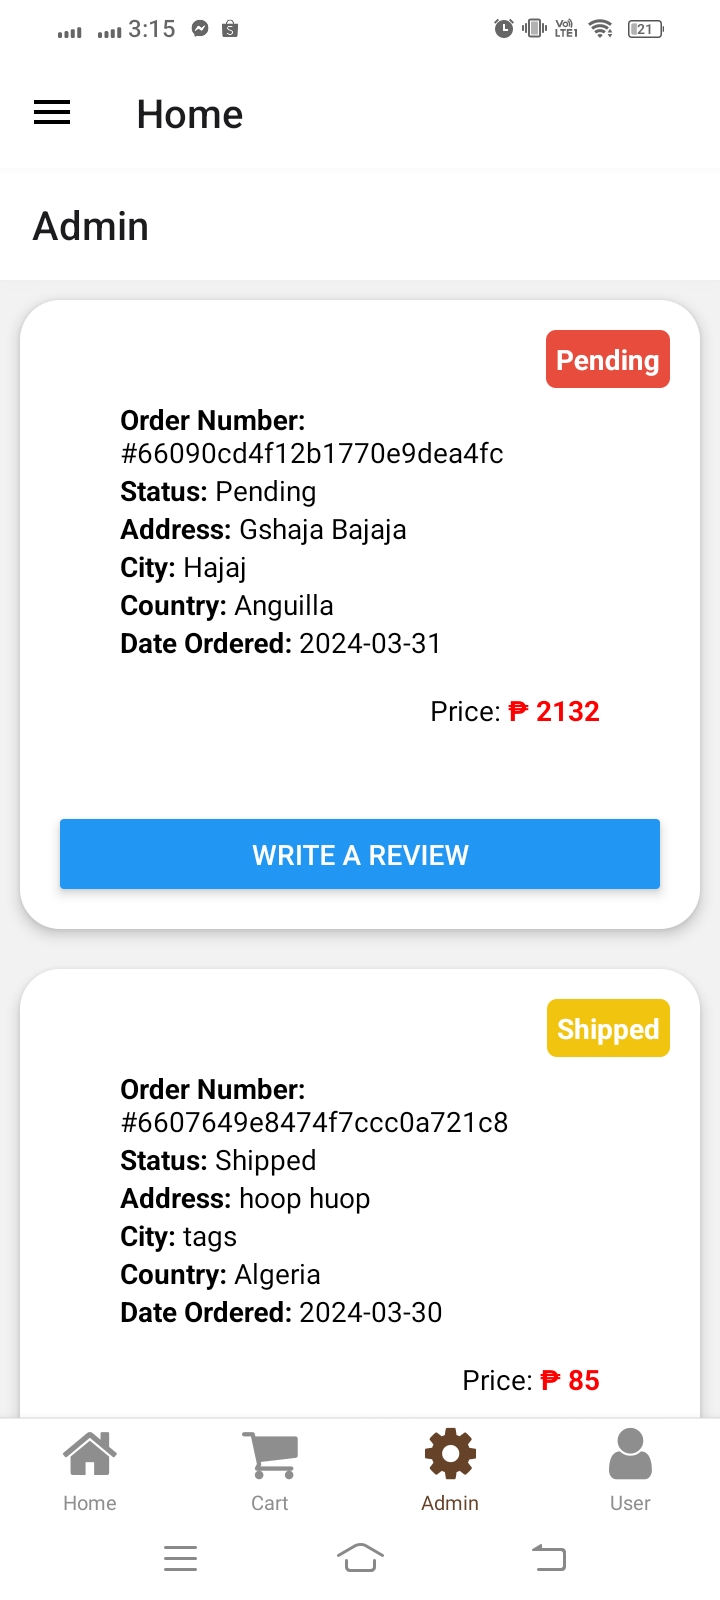 3:15
VoI)
LTE1
21
Home
Admin
Pending
Order Number:
#66090cd4f12b1770e9dea4fc
Status: Pending
Address: Gshaja Bajaja
City: Hajaj
Country: Anguilla
Date Ordered: 2024-03-31
Price: ₱ 2132
WRITE A REVIEW
Shipped
Order Number:
#6607649e8474f7ccc0a721c8
Status: Shipped
Address: hoop huop
City: tags
Country: Algeria
Date Ordered: 2024-03-30
Price: ₱ 85
Home
Cart
Admin
User